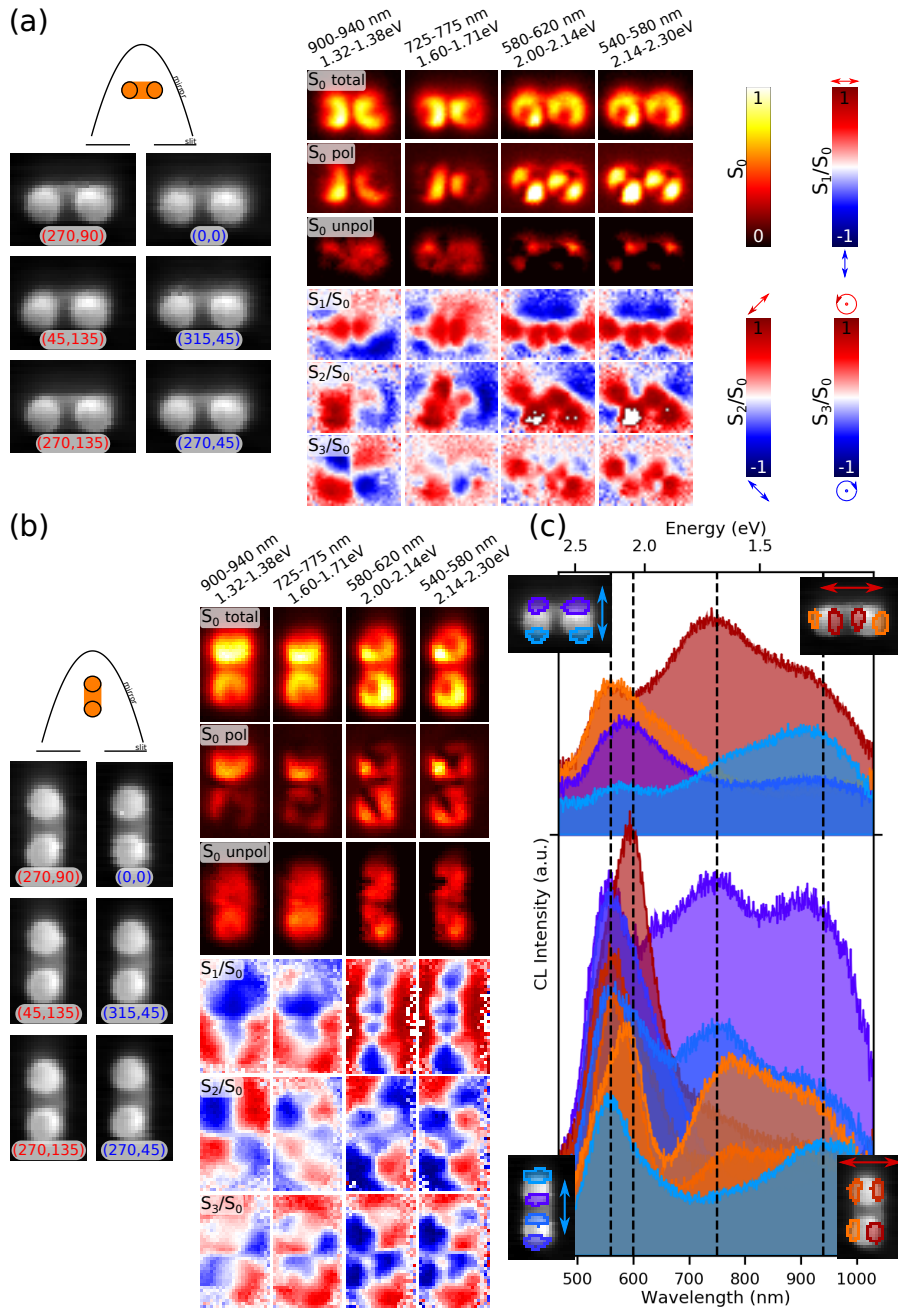 (a)
mirror
slit
(270,90)
(0,0)
(45,135)
(315,45)
(270,135)
(270,45)
900-940 nm
1.32-1.38eV
725-775 nm
1.60-1.71eV
580-620 nm
2.00-2.14eV
540-580 nm
2.14-2.30eV
S₀ total
S₀ pol
S₀ unpol
S₁/S₀
S₂/S₀
S₃/S₀
1
S₀
0
1
S₁/S₀
-1
1
S₂/S₀
-1
1
S₃/S₀
-1
(b)
mirror
slit
(270,90)
(0,0)
(45,135)
(315,45)
(270,135)
(270,45)
900-940 nm
1.32-1.38eV
725-775 nm
1.60-1.71eV
580-620 nm
2.00-2.14eV
540-580 nm
2.14-2.30eV
S₀ total
S₀ pol
S₀ unpol
S₁/S₀
S₂/S₀
S₃/S₀
(c)
Energy (eV)
2.5 2.0 1.5
CL Intensity (a.u.)
500 600 700 800 900 1000
Wavelength (nm)